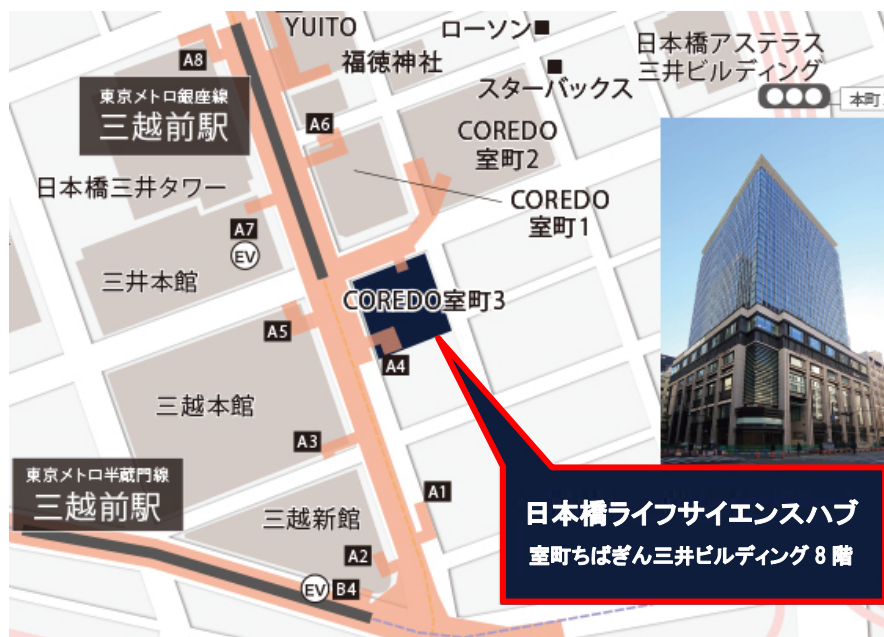 YUITO
ローソン
A8
福徳神社
日本橋アステラス
三井ビルディング
東京メトロ銀座線
三越前駅
スターバックス
本町
A6
COREDO
室町2
日本橋三井タワー
COREDO
室町1
A7
EV
三井本館
COREDO室町3
A5
A4
三越本館
A3
東京メトロ半蔵門線
三越前駅
A1
三越新館
A2
EV
B4
日本橋ライフサイエンスハブ
室町ちばぎん三井ビルディング 8 階